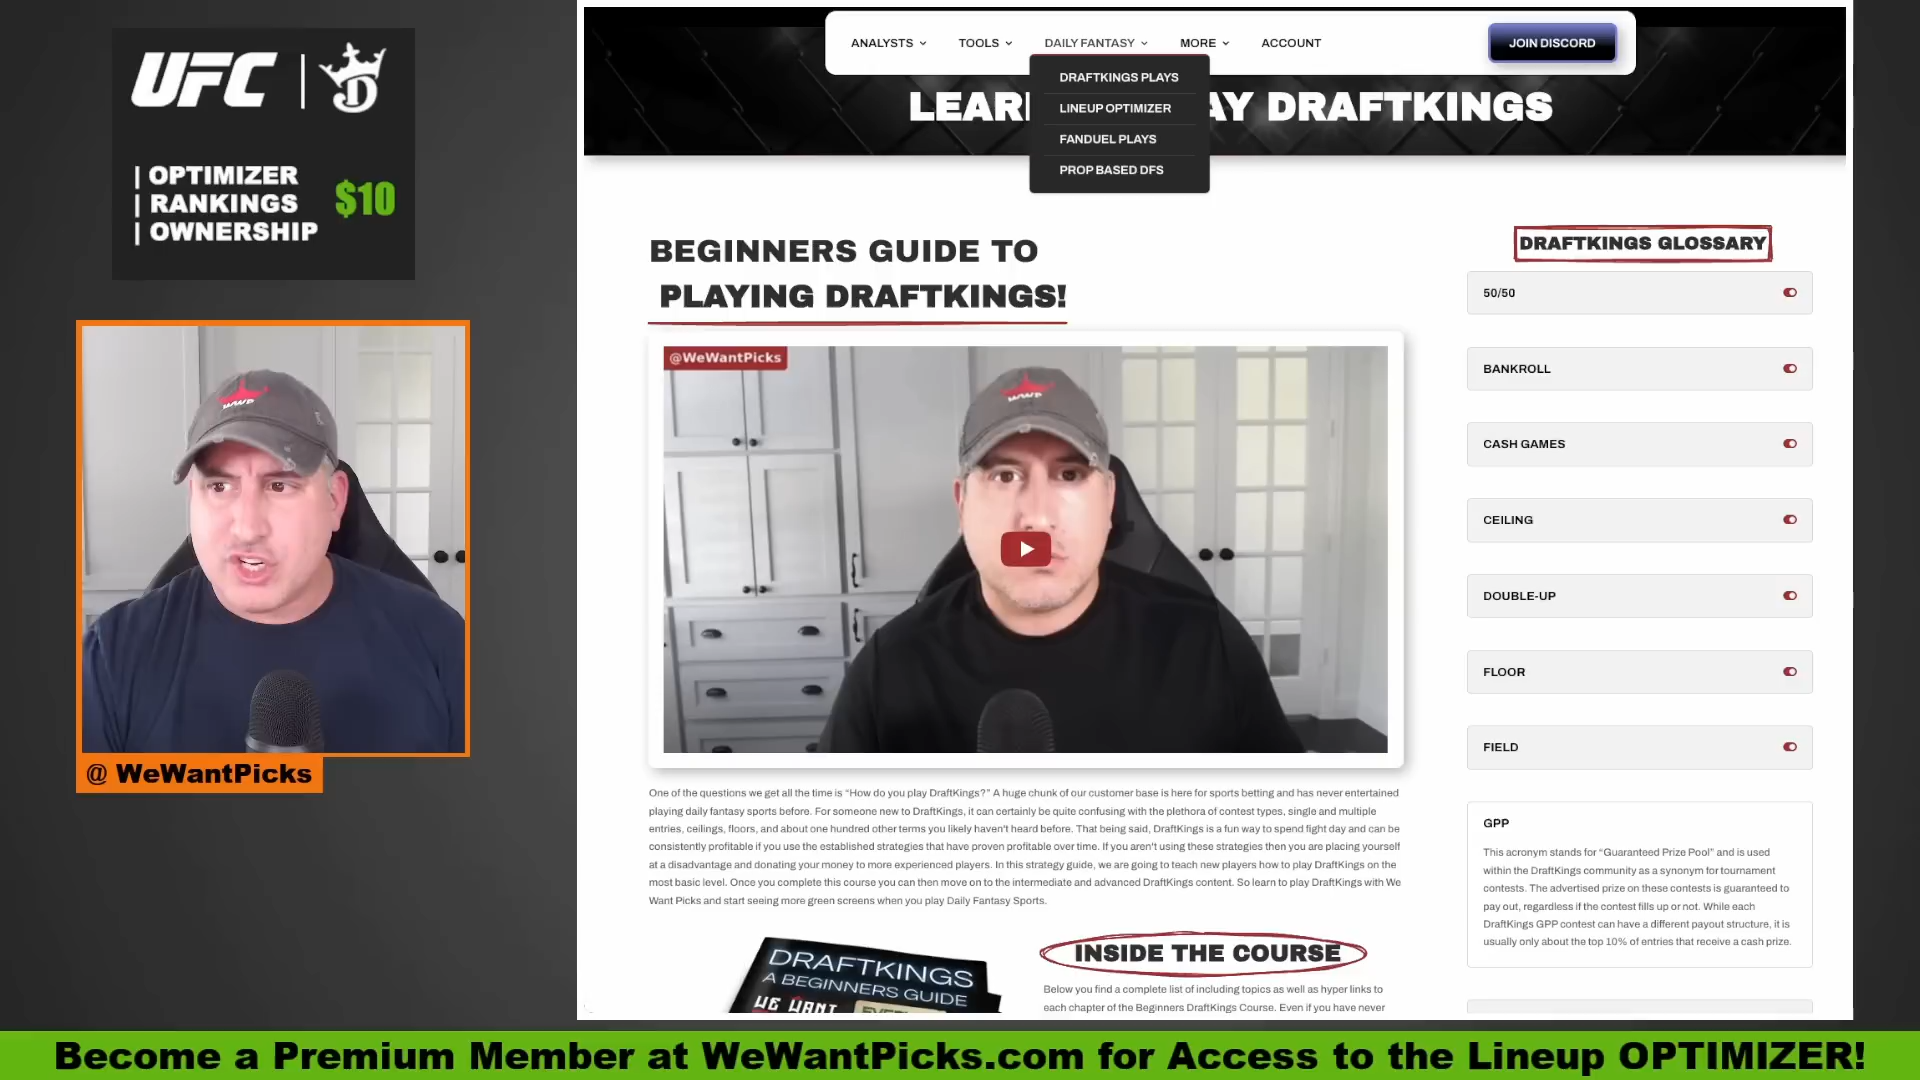 UFC
D
| OPTIMIZER
| RANKINGS
| OWNERSHIP
$10
WWP
@ WeWantPicks
ANALYSTS
TOOLS
DAILY FANTASY
MORE
ACCOUNT
JOIN DISCORD
DRAFTKINGS PLAYS
LINEUP OPTIMIZER
FANDUEL PLAYS
PROP BASED DFS
LEAR AY DRAFTKINGS
BEGINNERS GUIDE TO
PLAYING DRAFTKINGS!
@WeWantPicks
WWP
One of the questions we get all the time is “How do you play DraftKings?” A huge chunk of our customer base is here for sports betting and has never entertained
playing daily fantasy sports before. For someone new to DraftKings, it can certainly be quite confusing with the plethora of contest types, single and multiple
entries, ceilings, floors, and about one hundred other terms you likely haven't heard before. That being said, DraftKings is a fun way to spend fight day and can be
consistently profitable if you use the established strategies that have proven profitable over time. If you aren't using these strategies then you are placing yourself
at a disadvantage and donating your money to more experienced players. In this strategy guide, we are going to teach new players how to play DraftKings on the
most basic level. Once you complete this course you can then move on to the intermediate and advanced DraftKings content. So learn to play DraftKings with We
Want Picks and start seeing more green screens when you play Daily Fantasy Sports.
DRAFTKINGS
A BEGINNERS GUIDE
WE WANT
INSIDE THE COURSE
Below you find a complete list of including topics as well as hyper links to
each chapter of the Beginners DraftKings Course. Even if you have never
DRAFTKINGS GLOSSARY
50/50
BANKROLL
CASH GAMES
CEILING
DOUBLE-UP
FLOOR
FIELD
GPP
This acronym stands for “Guaranteed Prize Pool” and is used
within the DraftKings community as a synonym for tournament
contests. The advertised prize on these contests is guaranteed to
pay out, regardless if the contest fills up or not. While each
DraftKings GPP contest can have a different payout structure, it is
usually only about the top 10% of entries that receive a cash prize.
Become a Premium Member at WeWantPicks.com for Access to the Lineup OPTIMIZER!